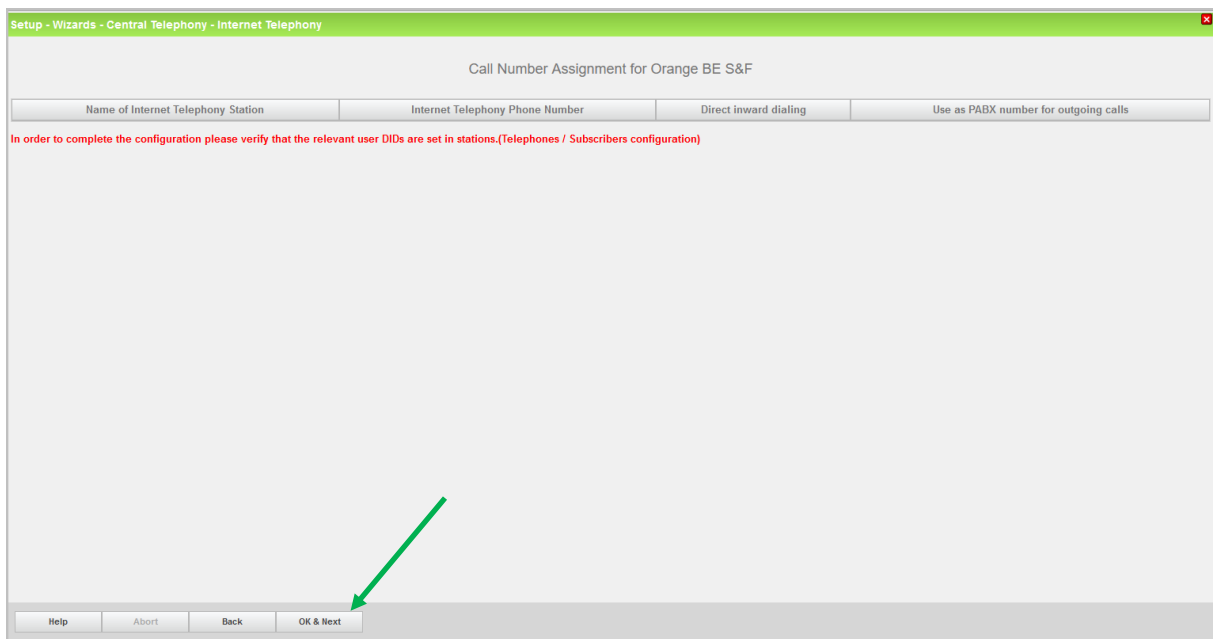 Setup - Wizards - Central Telephony - Internet Telephony
Call Number Assignment for Orange BE S&F
Name of Internet Telephony Station Internet Telephony Phone Number Direct inward dialing Use as PABX number for outgoing calls
In order to complete the configuration please verify that the relevant user DIDs are set in stations.(Telephones / Subscribers configuration)
Help Abort Back OK & Next